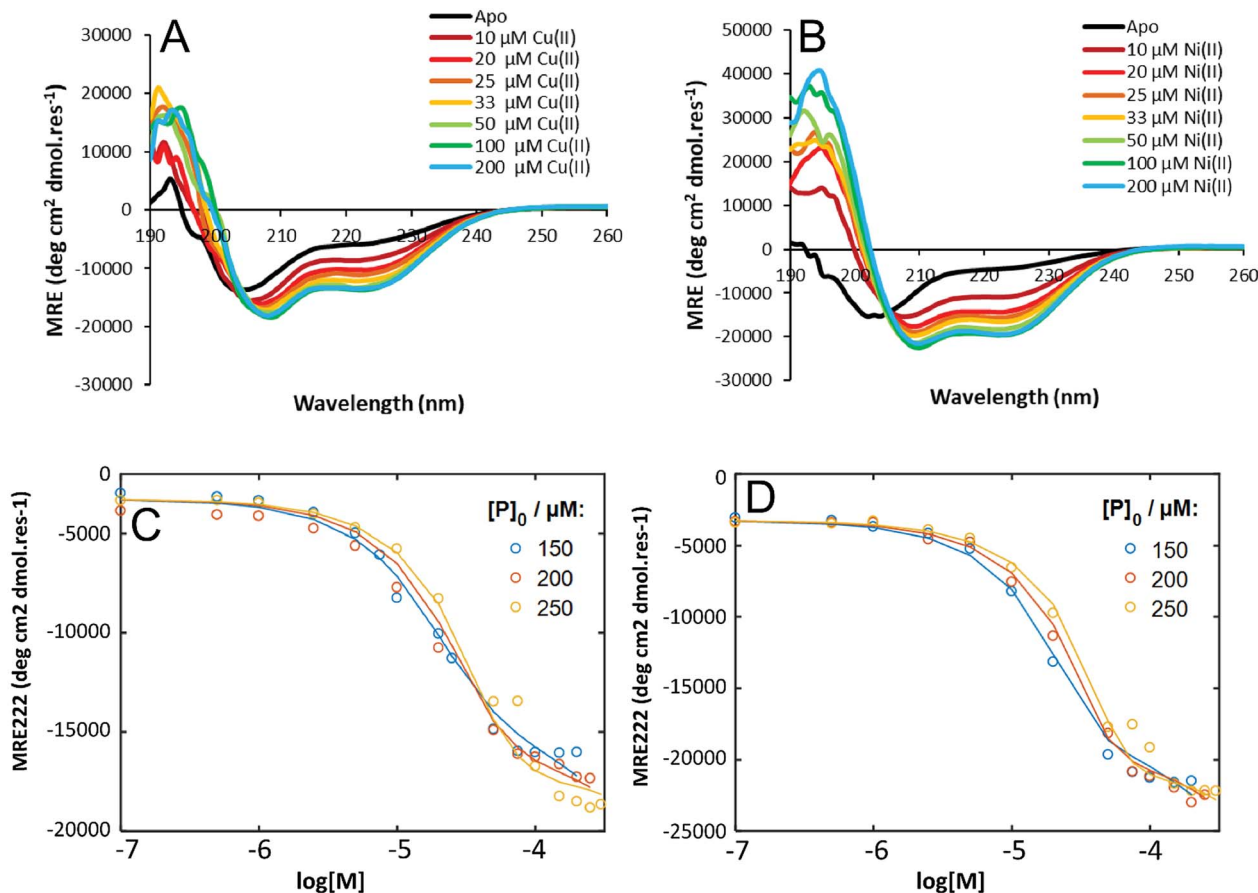 A
Apo
10 µM Cu(II)
20 µM Cu(II)
25 µM Cu(II)
33 µM Cu(II)
50 µM Cu(II)
100 µM Cu(II)
200 µM Cu(II)
30000
20000
10000
0
-10000
-20000
-30000
190 200 210 220 230 240 250 260
MRE (deg cm² dmol.res⁻¹)
Wavelength (nm)
B
Apo
10 µM Ni(II)
20 µM Ni(II)
25 µM Ni(II)
33 µM Ni(II)
50 µM Ni(II)
100 µM Ni(II)
200 µM Ni(II)
50000
40000
30000
20000
10000
0
-10000
-20000
-30000
190 200 210 220 230 240 250 260
MRE (deg cm² dmol.res⁻¹)
Wavelength (nm)
C
[P]₀ / µM:
150
200
250
0
-5000
-10000
-15000
-20000
-7 -6 -5 -4
MRE222 (deg cm2 dmol.res-1)
log[M]
D
[P]₀ / µM:
150
200
250
0
-5000
-10000
-15000
-20000
-25000
-7 -6 -5 -4
MRE222 (deg cm2 dmol.res-1)
log[M]